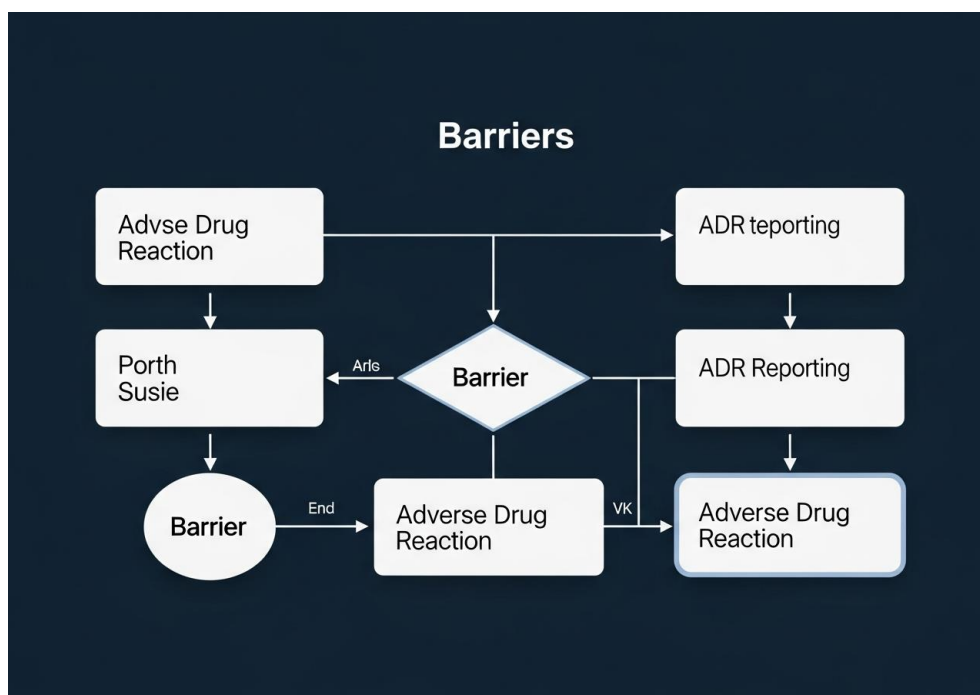 Barriers
Advse Drug
Reaction
ADR teporting
Porth
Susie
Arle
Barrier
ADR Reporting
Barrier
End
Adverse Drug
Reaction
VK
Adverse Drug
Reaction